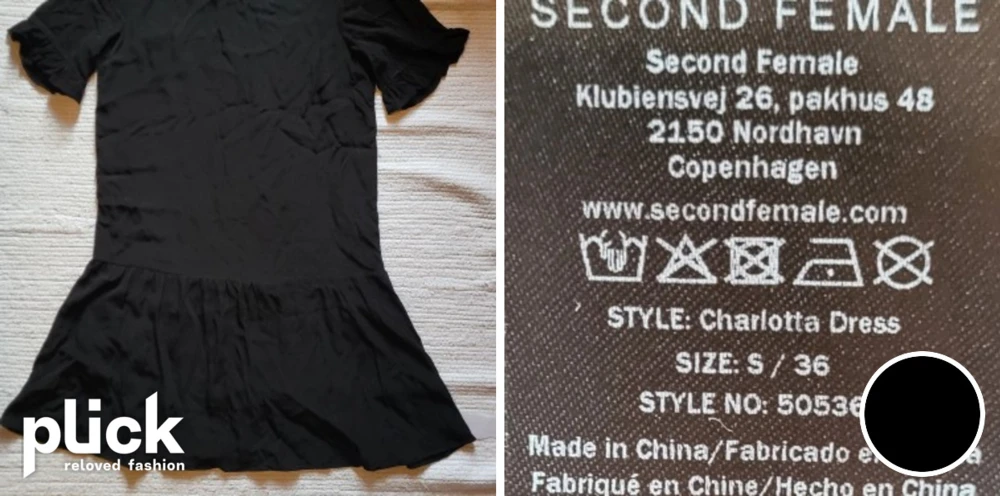 plick
reloved fashion
SECOND FEMALE
Second Female
Klubiensvej 26, pakhus 48
2150 Nordhavn
Copenhagen
www.secondfemale.com
STYLE: Charlotta Dress
SIZE: S / 36
STYLE NO: 50536
Made in China/Fabricado
Fabriqué en Chine/Hecho en China